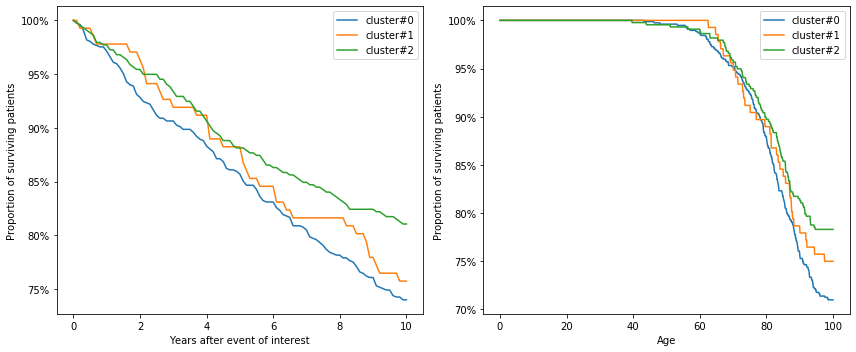 100%
95%
90%
85%
80%
75%
Proportion of surviving patients
0
2
4
6
8
10
Years after event of interest
cluster#0
cluster#1
cluster#2
100%
95%
90%
85%
80%
75%
70%
Proportion of surviving patients
0
20
40
60
80
100
Age
cluster#0
cluster#1
cluster#2